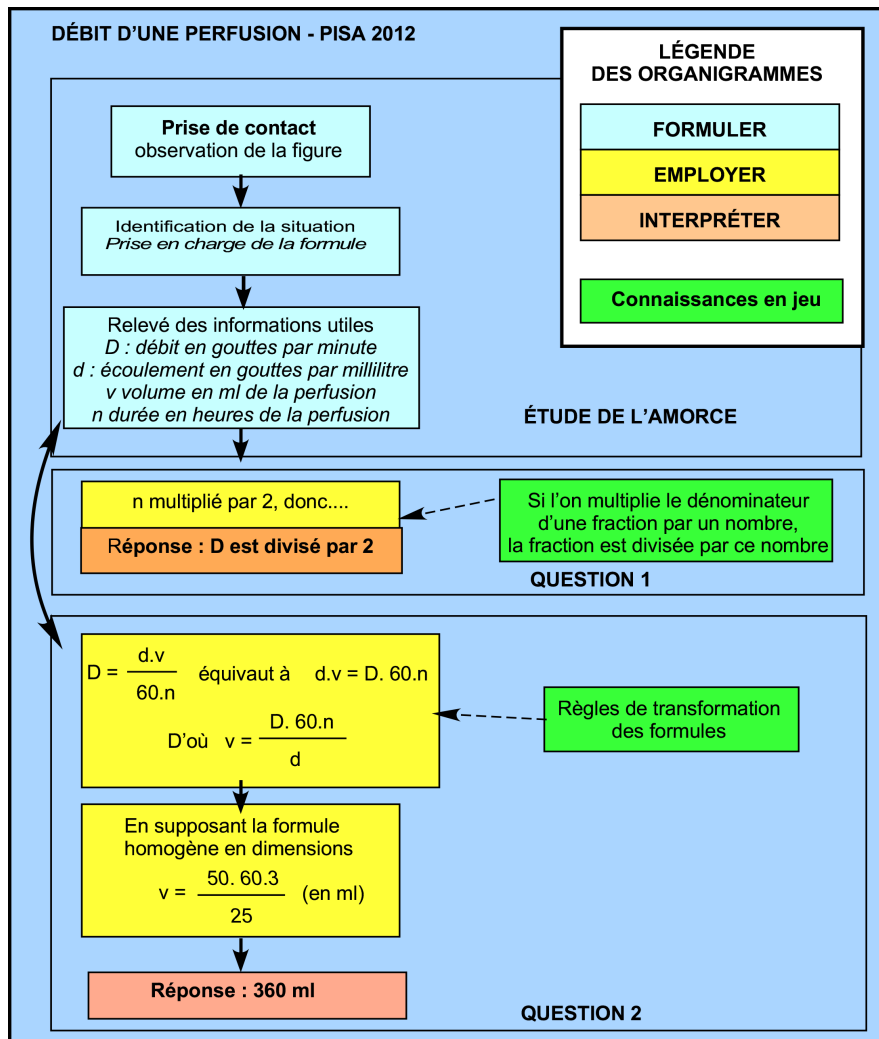 DÉBIT D'UNE PERFUSION - PISA 2012
LÉGENDE
DES ORGANIGRAMMES
FORMULER
EMPLOYER
INTERPRÉTER
Connaissances en jeu
Prise de contact
observation de la figure
Identification de la situation
Prise en charge de la formule
Relevé des informations utiles
D : débit en gouttes par minute
d : écoulement en gouttes par millilitre
v volume en ml de la perfusion
n durée en heures de la perfusion
ÉTUDE DE L'AMORCE
n multiplié par 2, donc....
Réponse : D est divisé par 2
Si l'on multiplie le dénominateur
d'une fraction par un nombre,
la fraction est divisée par ce nombre
QUESTION 1
D = d.v / 60.n équivaut à d.v = D. 60.n
D'où v = D. 60.n / d
Règles de transformation
des formules
En supposant la formule
homogène en dimensions
v = 50. 60.3 / 25 (en ml)
Réponse : 360 ml
QUESTION 2